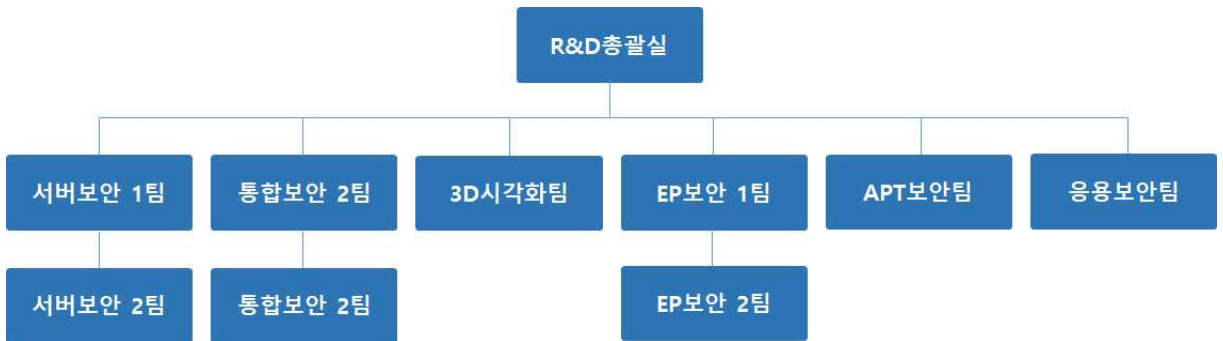 R&D총괄실
서버보안 1팀
통합보안 2팀
3D시각화팀
EP보안 1팀
APT보안팀
응용보안팀
서버보안 2팀
통합보안 2팀
EP보안 2팀